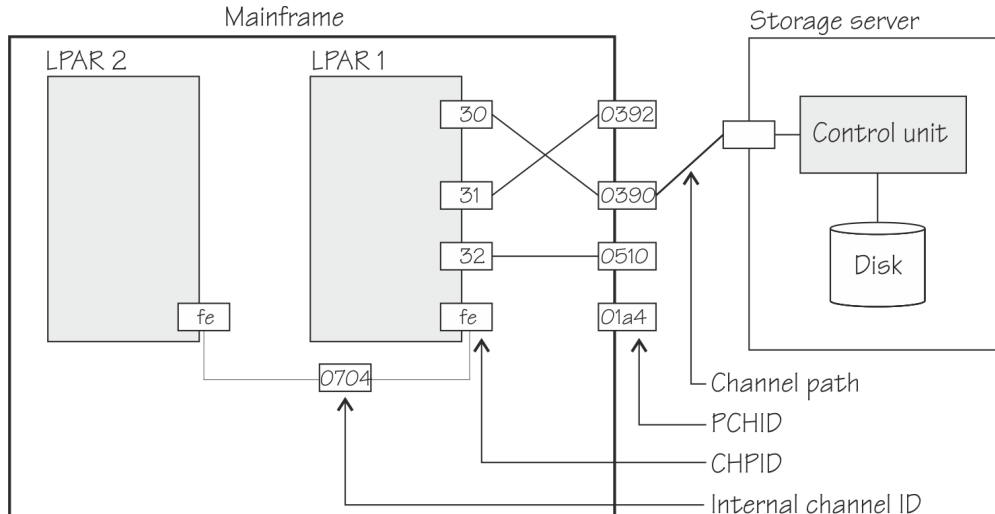 Mainframe
Storage server
LPAR 2
LPAR 1
30
0392
Control unit
31
0390
32
0510
Disk
fe
fe
01a4
0704
Channel path
PCHID
CHPID
Internal channel ID